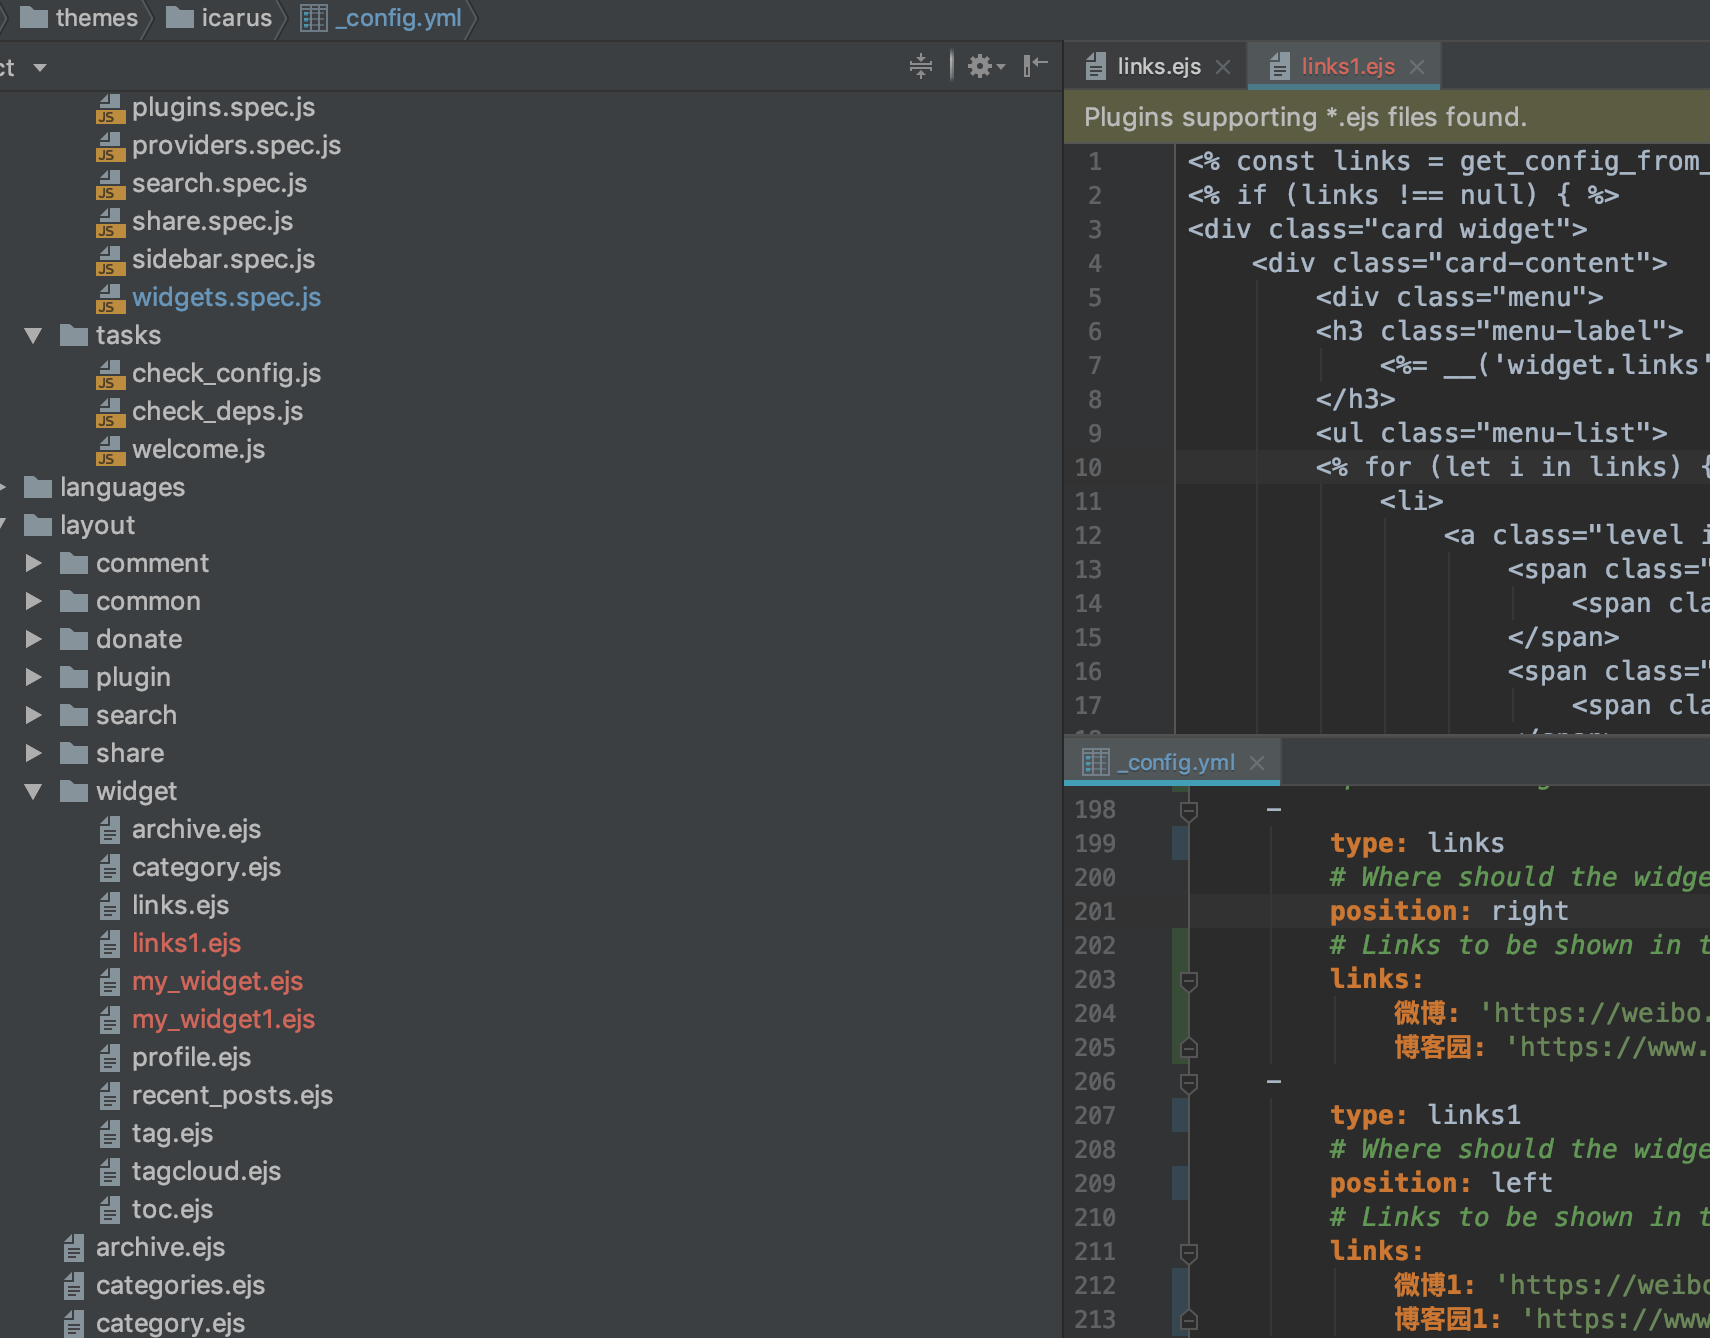 themes icarus _config.yml
ct
plugins.spec.js
providers.spec.js
search.spec.js
share.spec.js
sidebar.spec.js
widgets.spec.js
tasks
check_config.js
check_deps.js
welcome.js
languages
layout
comment
common
donate
plugin
search
share
widget
archive.ejs
category.ejs
links.ejs
links1.ejs
my_widget.ejs
my_widget1.ejs
profile.ejs
recent_posts.ejs
tag.ejs
tagcloud.ejs
toc.ejs
archive.ejs
categories.ejs
category.ejs
links.ejs links1.ejs
Plugins supporting *.ejs files found.
1 <% const links = get_config_from_
2 <% if (links !== null) { %>
3 <div class="card widget">
4 <div class="card-content">
5 <div class="menu">
6 <h3 class="menu-label">
7 <%= __('widget.links'
8 </h3>
9 <ul class="menu-list">
10 <% for (let i in links) {
11 <li>
12 <a class="level i
13 <span class="
14 <span cla
15 </span>
16 <span class="
17 <span cla
_config.yml
198 -
199 type: links
200 # Where should the widge
201 position: right
202 # Links to be shown in t
203 links:
204 微博: 'https://weibo.
205 博客园: 'https://www.
206 -
207 type: links1
208 # Where should the widge
209 position: left
210 # Links to be shown in t
211 links:
212 微博1: 'https://weibo
213 博客园1: 'https://www